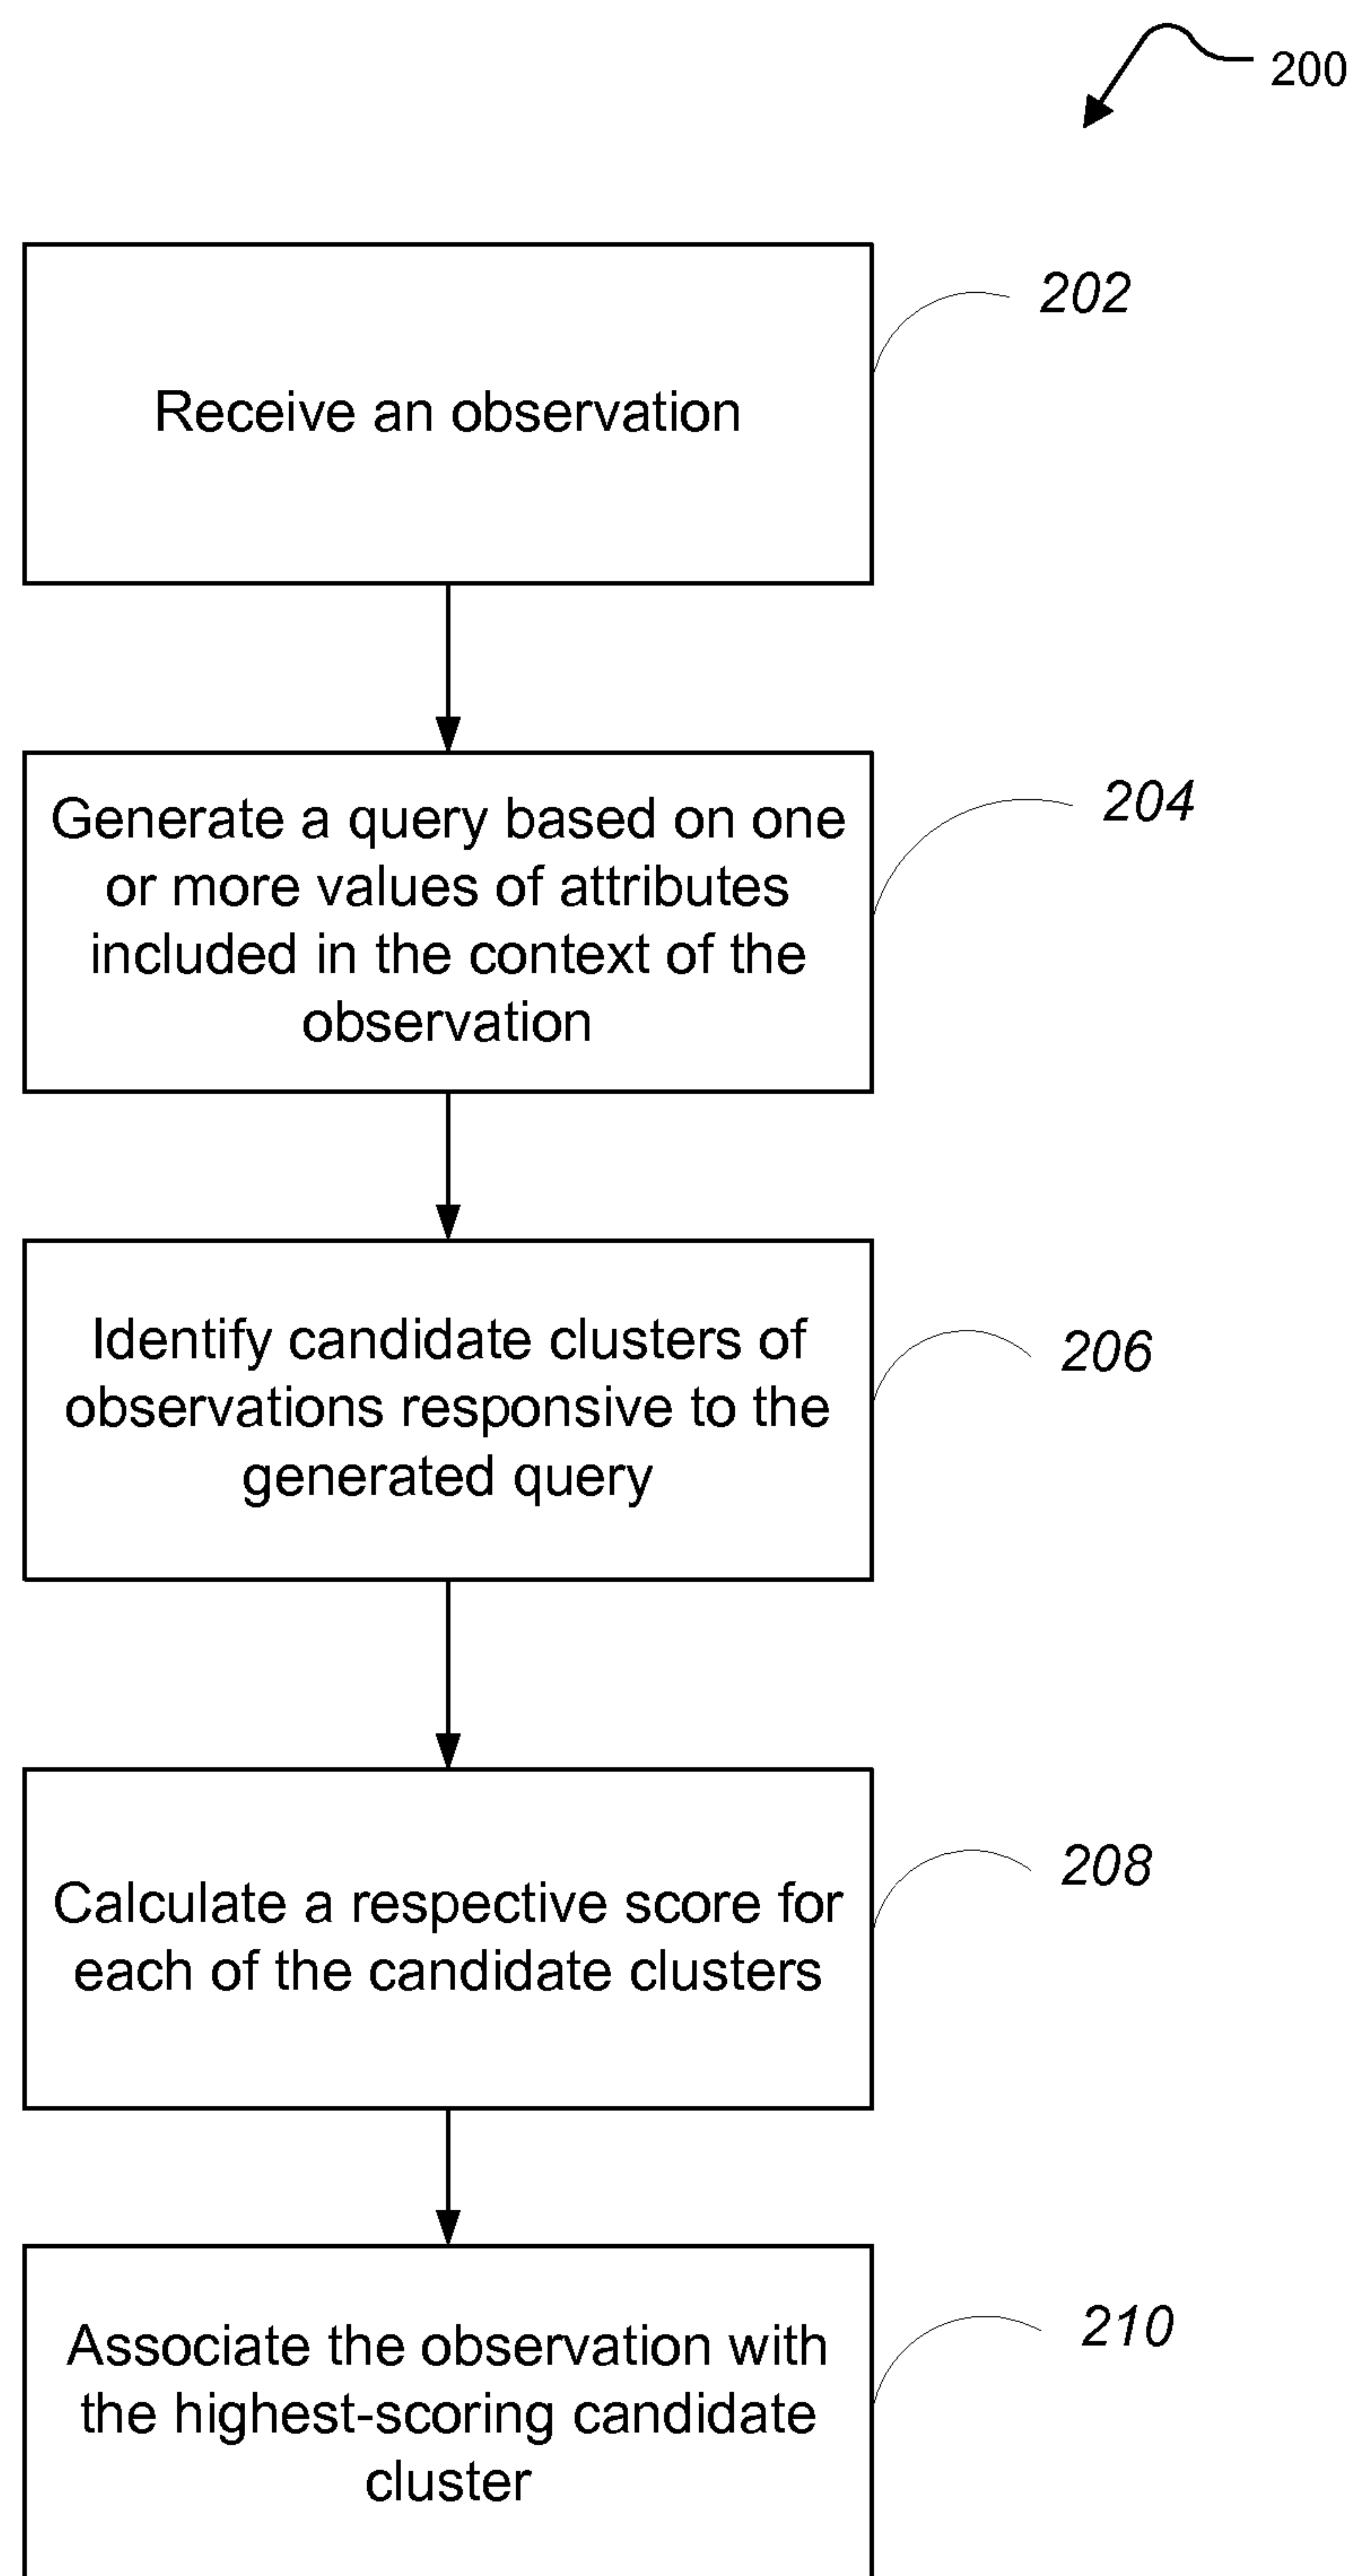 200
Receive an observation
202
Generate a query based on one
or more values of attributes
included in the context of the
observation
204
Identify candidate clusters of
observations responsive to the
generated query
206
Calculate a respective score for
each of the candidate clusters
208
Associate the observation with
the highest-scoring candidate
cluster
210